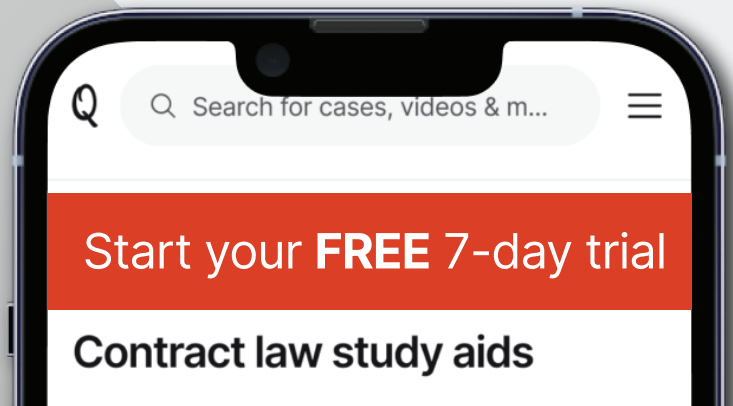 Q
Search for cases, videos & m...
Start your FREE 7-day trial
Contract law study aids